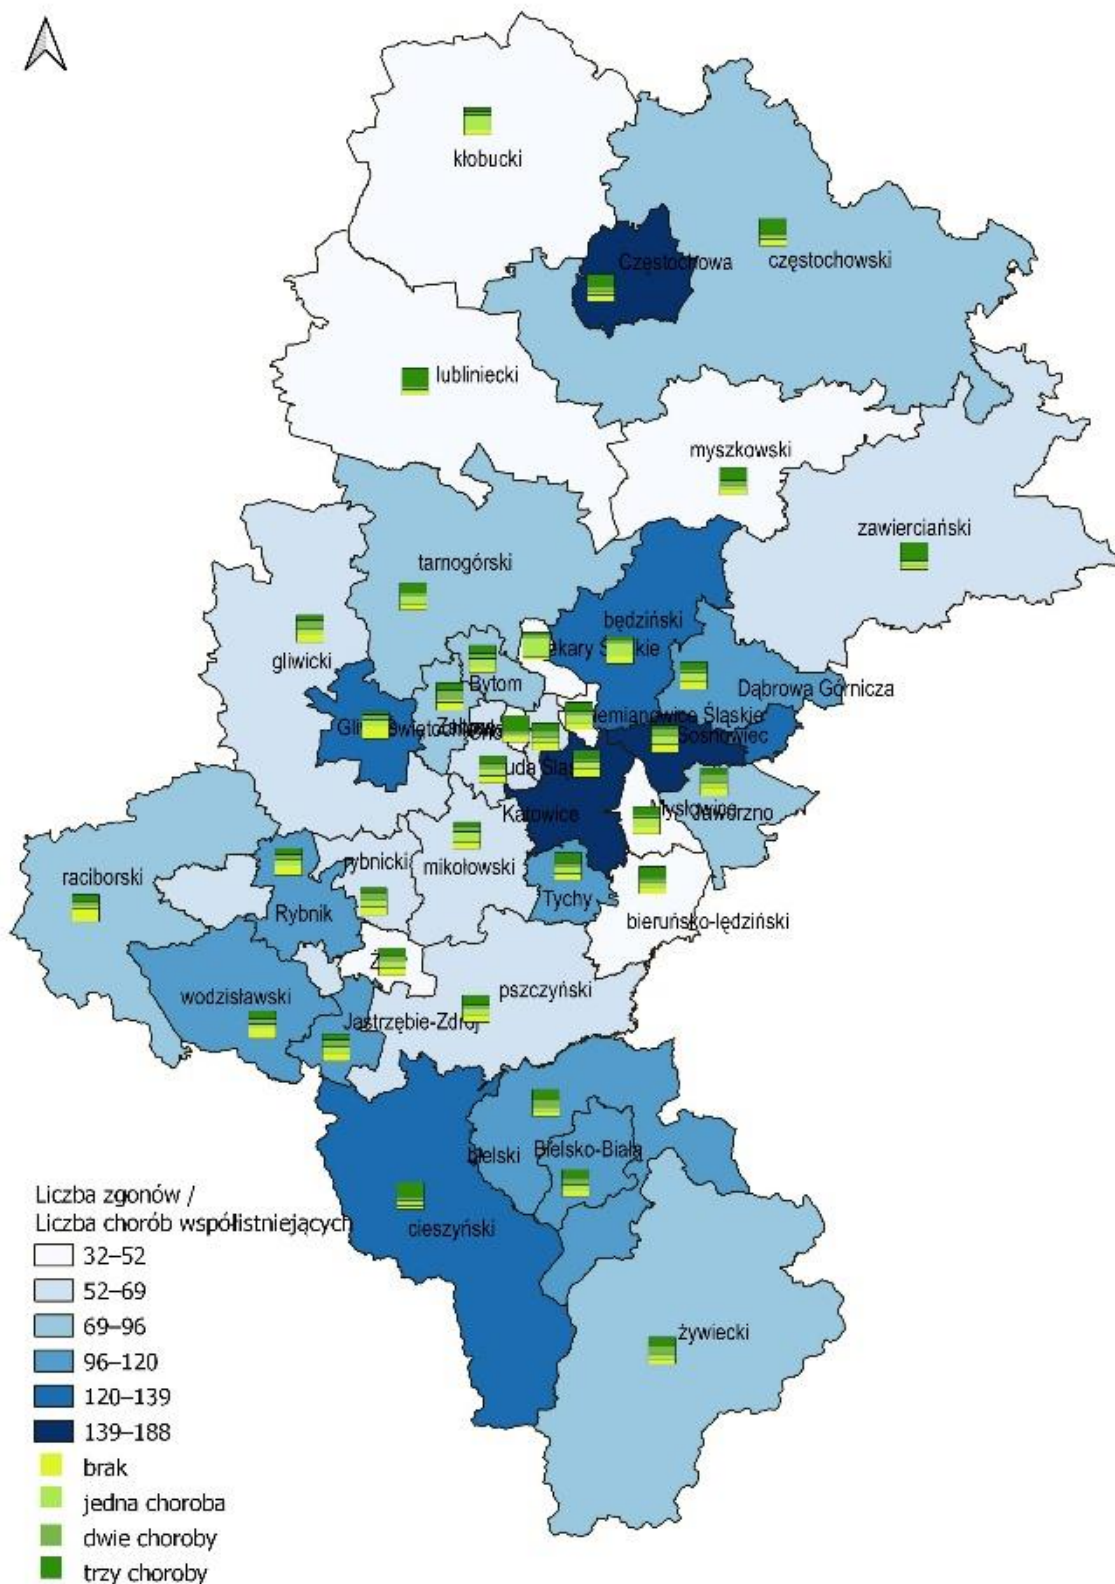 kłobucki
Częstochowa
częstochowski
lubliniecki
myszkowski
zawierciański
tarnogórski
będziński
gliwicki
Bytom
Dąbrowa Górnicza
Sosnowiec
Katowice
Jaworzno
raciborski
rybnicki
mikołowski
Rybnik
Tychy
bieruńsko-lędziński
wodzisławski
pszczyński
Jastrzębie-Zdrój
bielski
Bielsko-Biała
cieszyński
żywiecki
Liczba zgonów /
Liczba chorób współistniejących
32–52
52–69
69–96
96–120
120–139
139–188
brak
jedna choroba
dwie choroby
trzy choroby